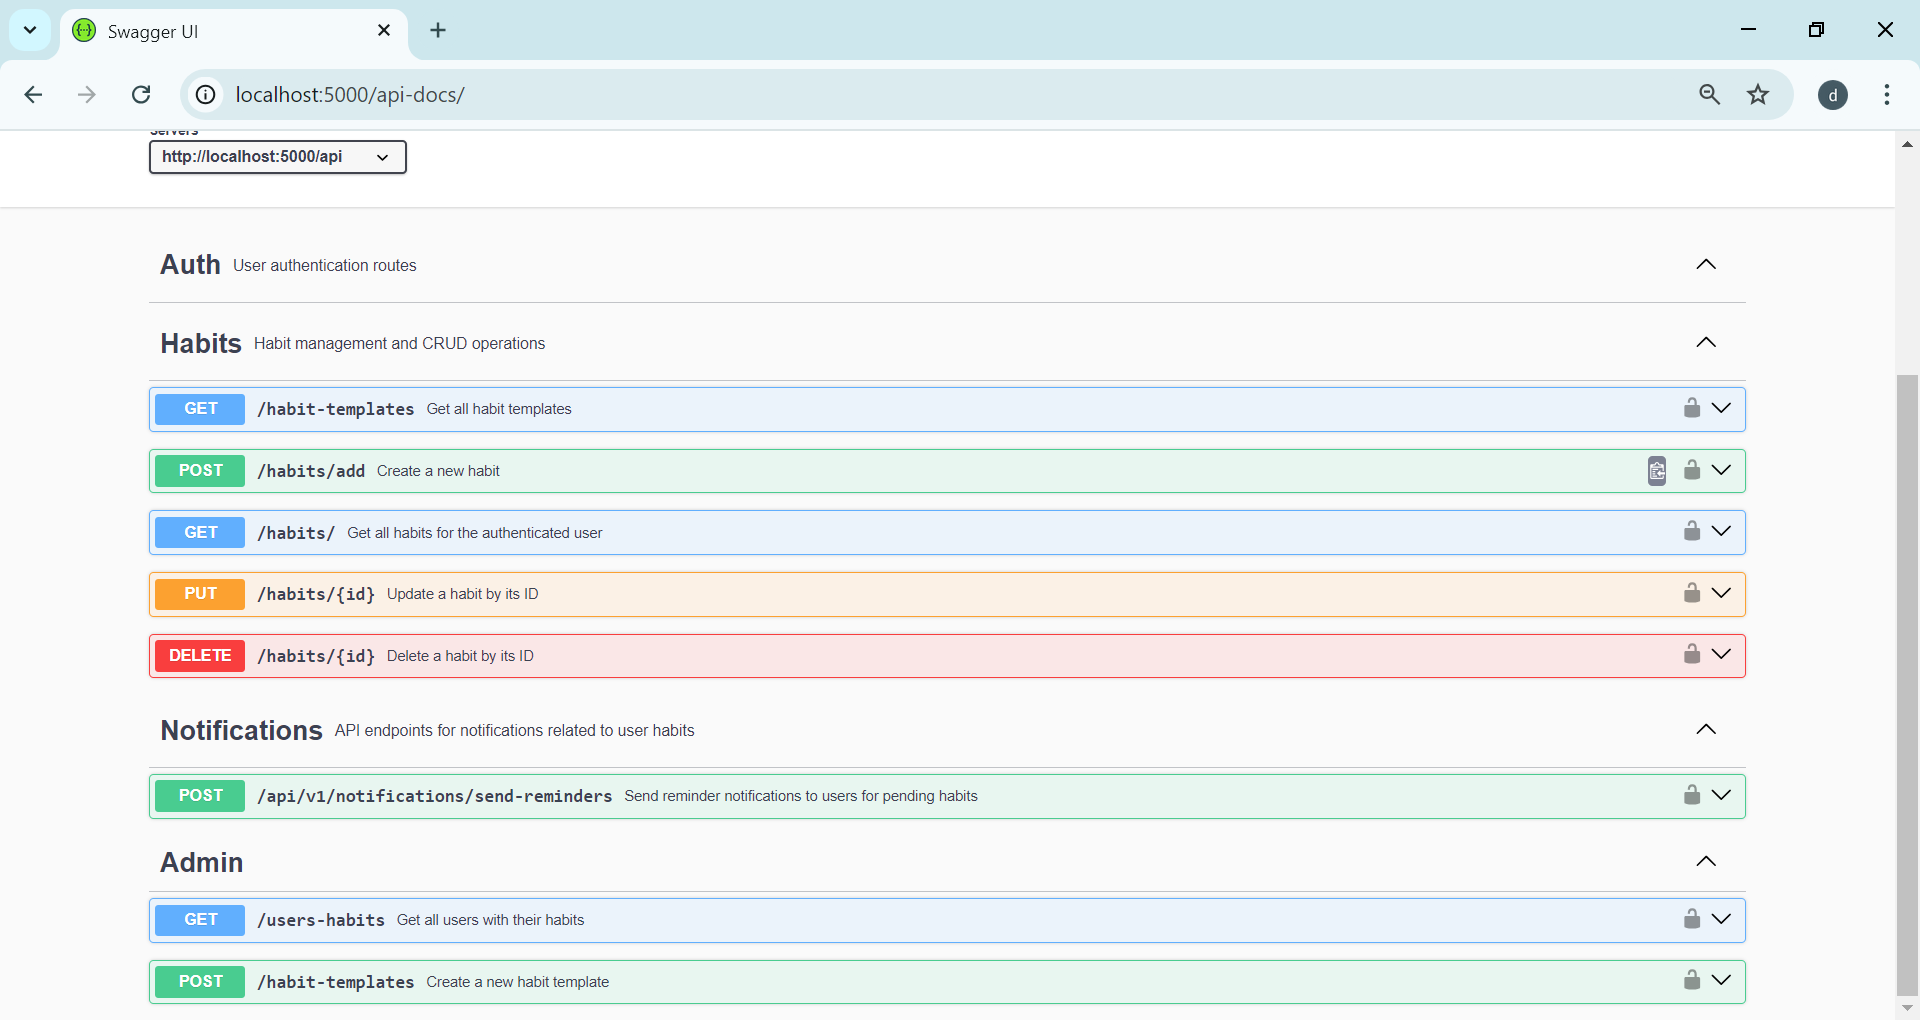 Swagger UI
localhost:5000/api-docs/
d
Servers
http://localhost:5000/api
Auth User authentication routes
Habits Habit management and CRUD operations
GET /habit-templates Get all habit templates
POST /habits/add Create a new habit
GET /habits/ Get all habits for the authenticated user
PUT /habits/{id} Update a habit by its ID
DELETE /habits/{id} Delete a habit by its ID
Notifications API endpoints for notifications related to user habits
POST /api/v1/notifications/send-reminders Send reminder notifications to users for pending habits
Admin
GET /users-habits Get all users with their habits
POST /habit-templates Create a new habit template